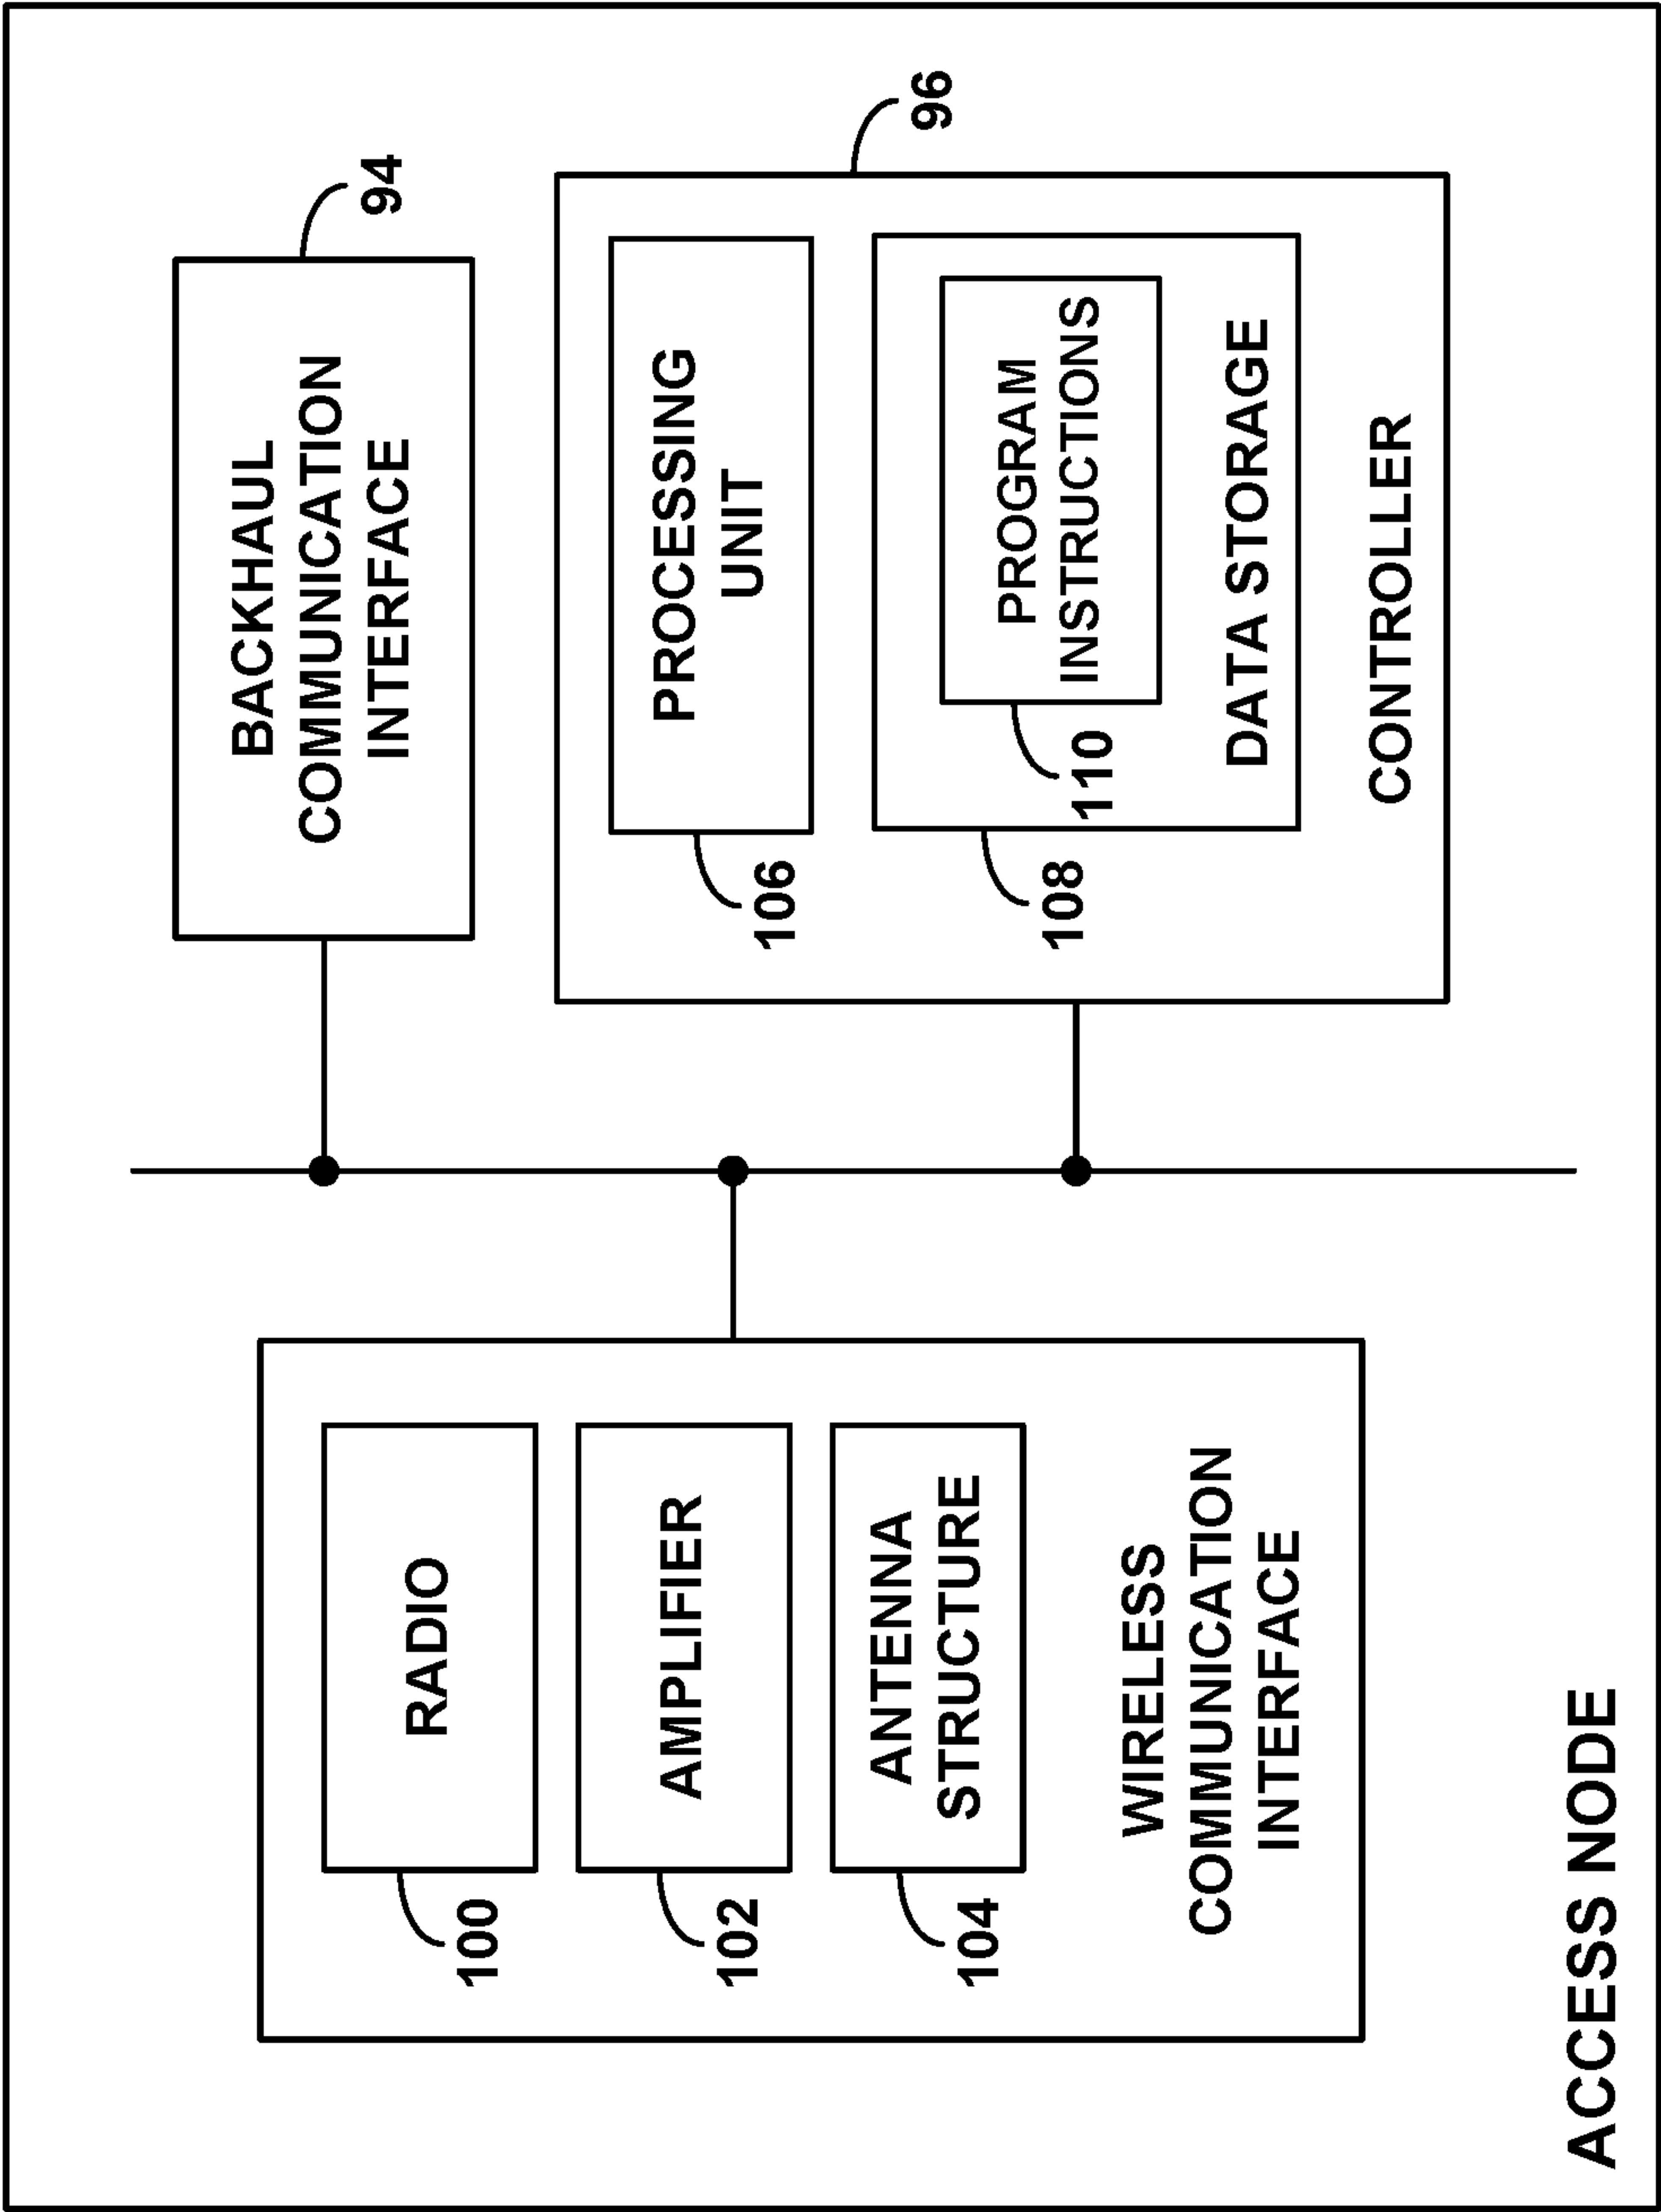 RADIO
100
AMPLIFIER
102
ANTENNA
STRUCTURE
104
WIRELESS
COMMUNICATION
INTERFACE
BACKHAUL
COMMUNICATION
INTERFACE
94
96
PROCESSING
UNIT
106
PROGRAM
INSTRUCTIONS
110
108
DATA STORAGE
CONTROLLER
ACCESS NODE